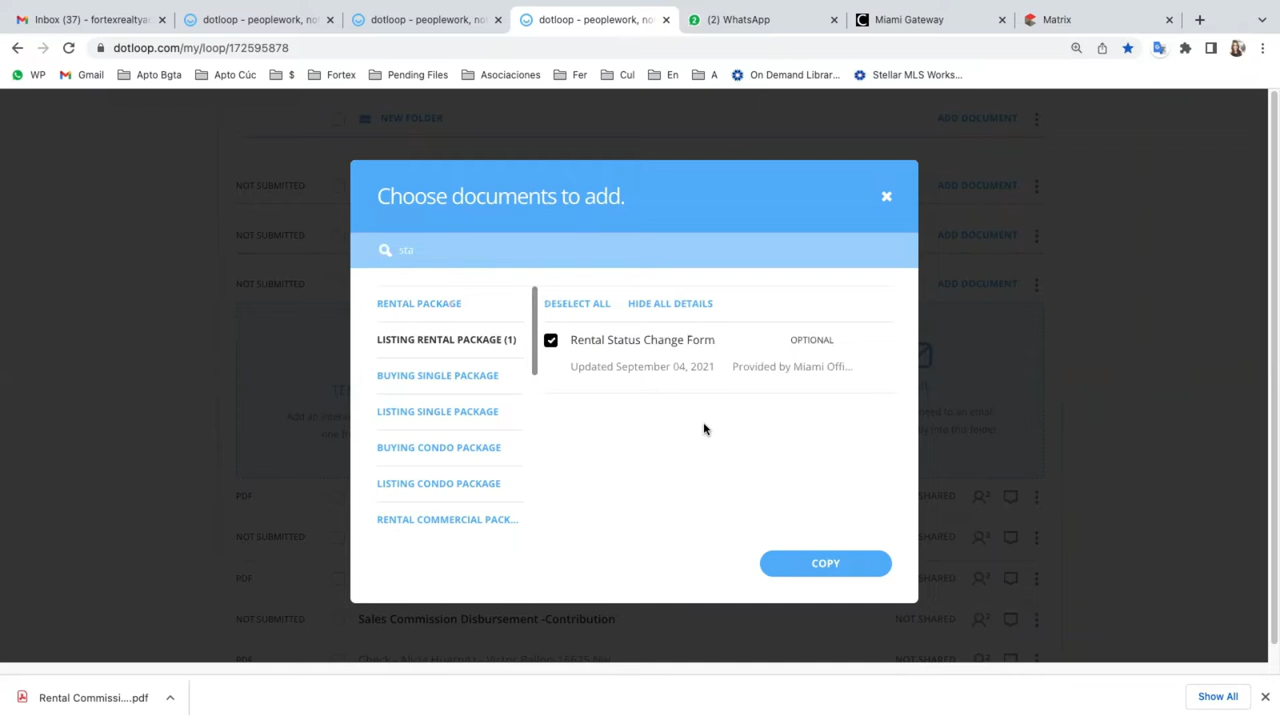 Inbox (37) - fortexrealtya
dotloop - peoplework, not
dotloop - peoplework, not
dotloop - peoplework, no
(2) WhatsApp
Miami Gateway
Matrix
dotloop.com/my/loop/172595878
WP
Gmail
Apto Bgta
Apto Cúc
$
Fortex
Pending Files
Asociaciones
Fer
Cul
En
A
On Demand Librar...
Stellar MLS Works...
NEW FOLDER
ADD DOCUMENT
NOT SUBMITTED
ADD DOCUMENT
NOT SUBMITTED
ADD DOCUMENT
NOT SUBMITTED
ADD DOCUMENT
Choose documents to add.
sta
RENTAL PACKAGE
LISTING RENTAL PACKAGE (1)
BUYING SINGLE PACKAGE
LISTING SINGLE PACKAGE
BUYING CONDO PACKAGE
LISTING CONDO PACKAGE
RENTAL COMMERCIAL PACK...
DESELECT ALL
HIDE ALL DETAILS
Rental Status Change Form
OPTIONAL
Updated September 04, 2021
Provided by Miami Offi...
COPY
PDF
NOT SUBMITTED
PDF
NOT SUBMITTED
Sales Commission Disbursement -Contribution
NOT SHARED
PDF
Rental Commissi....pdf
Show All